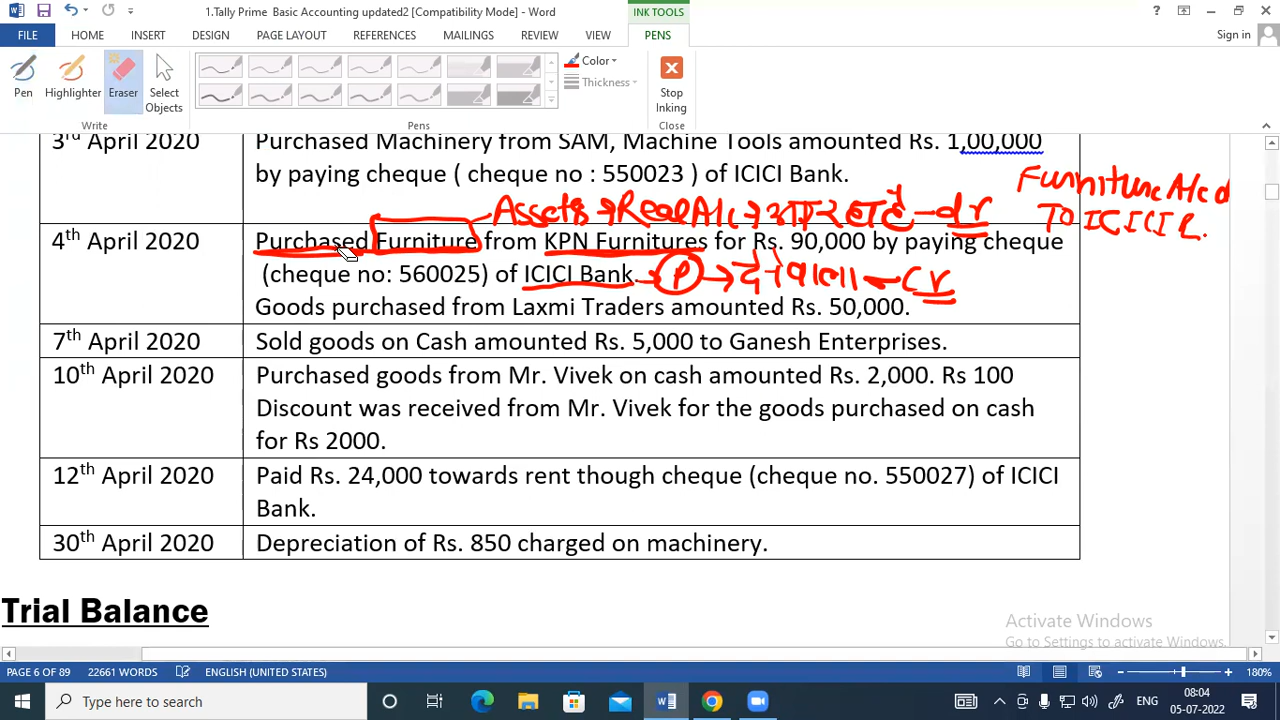 1.Tally Prime Basic Accounting updated2 [Compatibility Mode] - Word
INK TOOLS
FILE HOME INSERT DESIGN PAGE LAYOUT REFERENCES MAILINGS REVIEW VIEW PENS
Sign in
Pen Highlighter Eraser Select Objects
Color
Thickness
Stop Inking
Write Pens Close
3rd April 2020 Purchased Machinery from SAM, Machine Tools amounted Rs. 1,00,000
by paying cheque ( cheque no : 550023 ) of ICICI Bank.
Furniture A/c d
Assets Real A/c dr
To ICICI
4th April 2020 Purchased Furniture from KPN Furnitures for Rs. 90,000 by paying cheque
(cheque no: 560025) of ICICI Bank. P Cr
Goods purchased from Laxmi Traders amounted Rs. 50,000.
7th April 2020 Sold goods on Cash amounted Rs. 5,000 to Ganesh Enterprises.
10th April 2020 Purchased goods from Mr. Vivek on cash amounted Rs. 2,000. Rs 100
Discount was received from Mr. Vivek for the goods purchased on cash
for Rs 2000.
12th April 2020 Paid Rs. 24,000 towards rent though cheque (cheque no. 550027) of ICICI
Bank.
30th April 2020 Depreciation of Rs. 850 charged on machinery.
Trial Balance
Activate Windows
Go to Settings to activate Windows.
PAGE 6 OF 89 22661 WORDS ENGLISH (UNITED STATES) 180%
Type here to search
ENG
08:04
05-07-2022